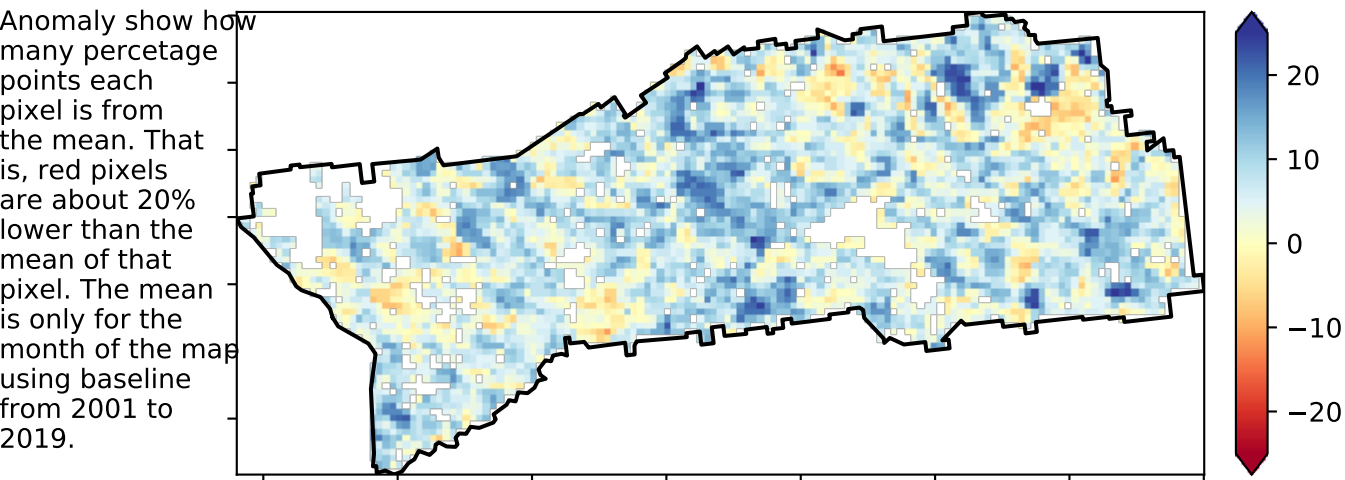 Anomaly show how
many percetage
points each
pixel is from
the mean. That
is, red pixels
are about 20%
lower than the
mean of that
pixel. The mean
is only for the
month of the map
using baseline
from 2001 to
2019.
20
10
0
−10
−20